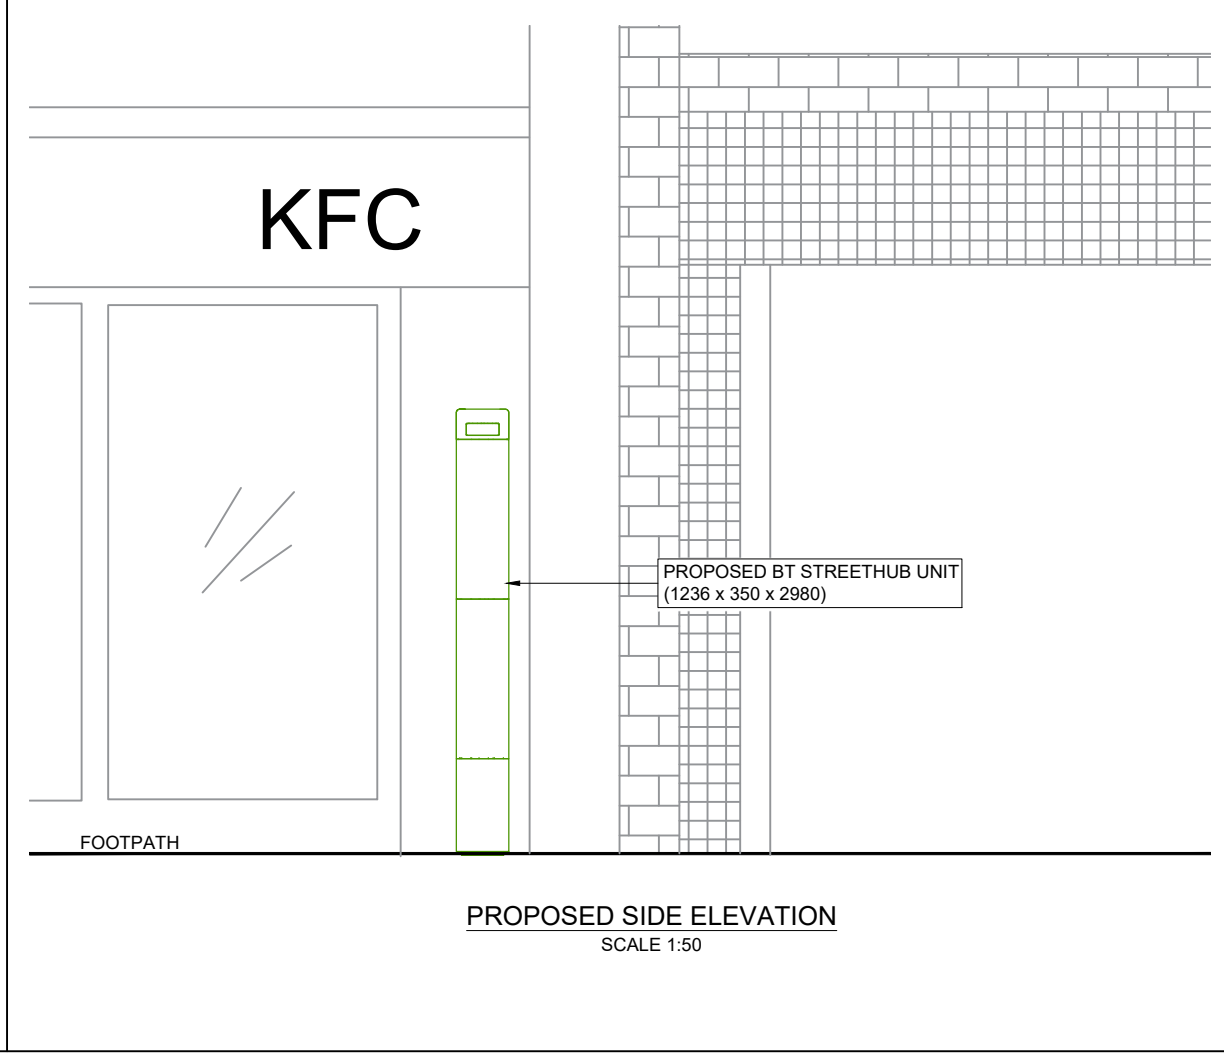 KFC
PROPOSED BT STREETHUB UNIT
(1236 x 350 x 2980)
FOOTPATH
PROPOSED SIDE ELEVATION
SCALE 1:50